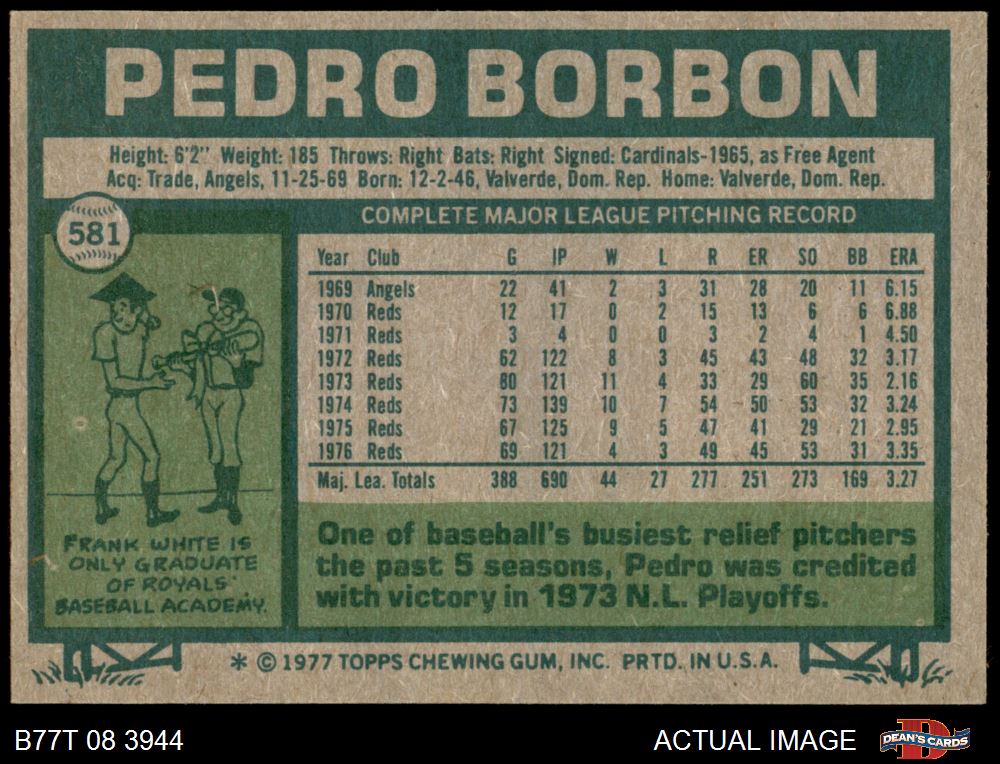 PEDRO BORBON
Height: 6'2" Weight: 185 Throws: Right Bats: Right Signed: Cardinals-1965, as Free Agent
Acq: Trade, Angels, 11-25-69 Born: 12-2-46, Valverde, Dom. Rep. Home: Valverde, Dom. Rep.
581
COMPLETE MAJOR LEAGUE PITCHING RECORD
Year Club G IP W L R ER SO BB ERA
1969 Angels 22 41 2 3 31 28 20 11 6.15
1970 Reds 12 17 0 2 15 13 6 6 6.88
1971 Reds 3 4 0 0 3 2 4 1 4.50
1972 Reds 62 122 8 3 45 43 48 32 3.17
1973 Reds 80 121 11 4 33 29 60 35 2.16
1974 Reds 73 139 10 7 54 50 53 32 3.24
1975 Reds 67 125 9 5 47 41 29 21 2.95
1976 Reds 69 121 4 3 49 45 53 31 3.35
Maj. Lea. Totals 388 690 44 27 277 251 273 169 3.27
FRANK WHITE IS
ONLY GRADUATE
OF ROYALS'
BASEBALL ACADEMY.
One of baseball's busiest relief pitchers
the past 5 seasons, Pedro was credited
with victory in 1973 N.L. Playoffs.
* © 1977 TOPPS CHEWING GUM, INC. PRTD. IN U.S.A.
B77T 08 3944
ACTUAL IMAGE
D
DEAN'S CARDS